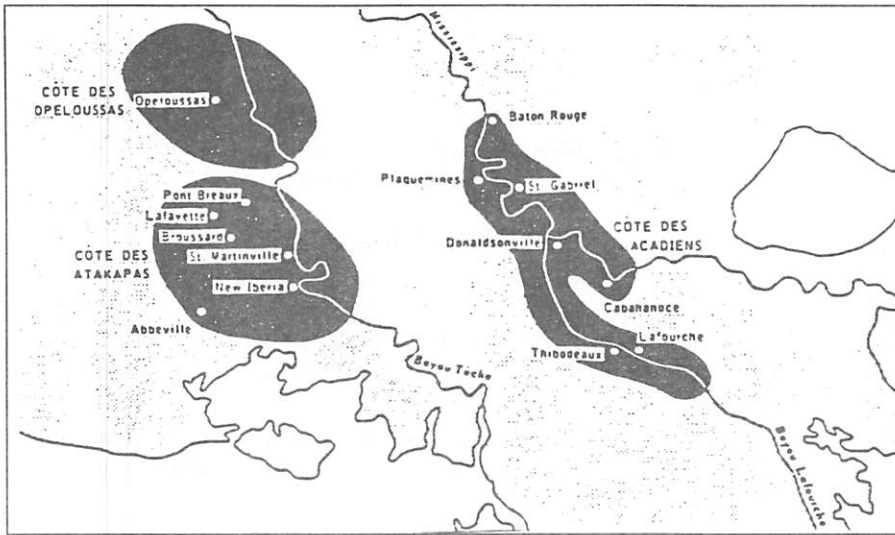 Mississippi
CÔTE DES
OPELOUSSAS
Opeloussas
Baton Rouge
Plaquemines
St. Gabriel
Pont Breaux
Lafayette
Broussard
CÔTE DES
ATAKAPAS
St. Martinville
New Iberia
Abbeville
CÔTE DES
ACADIENS
Donaldsonville
Cabahanoce
Lafourche
Thibodeaux
Bayou Teche
Bayou Lafourche